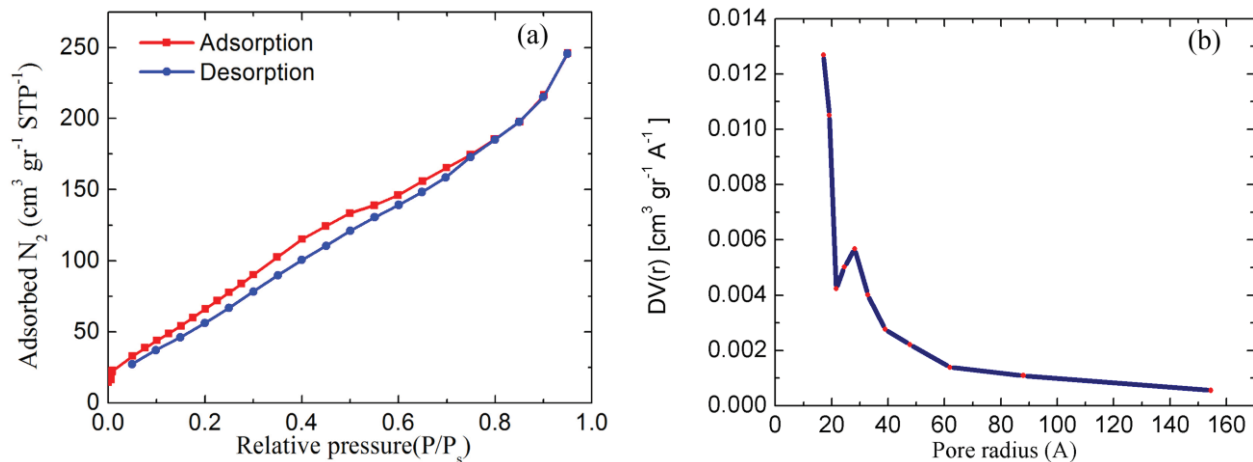 (a)
Adsorption
Desorption
250
200
150
100
50
0
0.0 0.2 0.4 0.6 0.8 1.0
Adsorbed N₂ (cm³ gr⁻¹ STP⁻¹)
Relative pressure(P/Pₛ)
(b)
0.014
0.012
0.010
0.008
0.006
0.004
0.002
0.000
0 20 40 60 80 100 120 140 160
DV(r) [cm³ gr⁻¹ A⁻¹]
Pore radius (A)